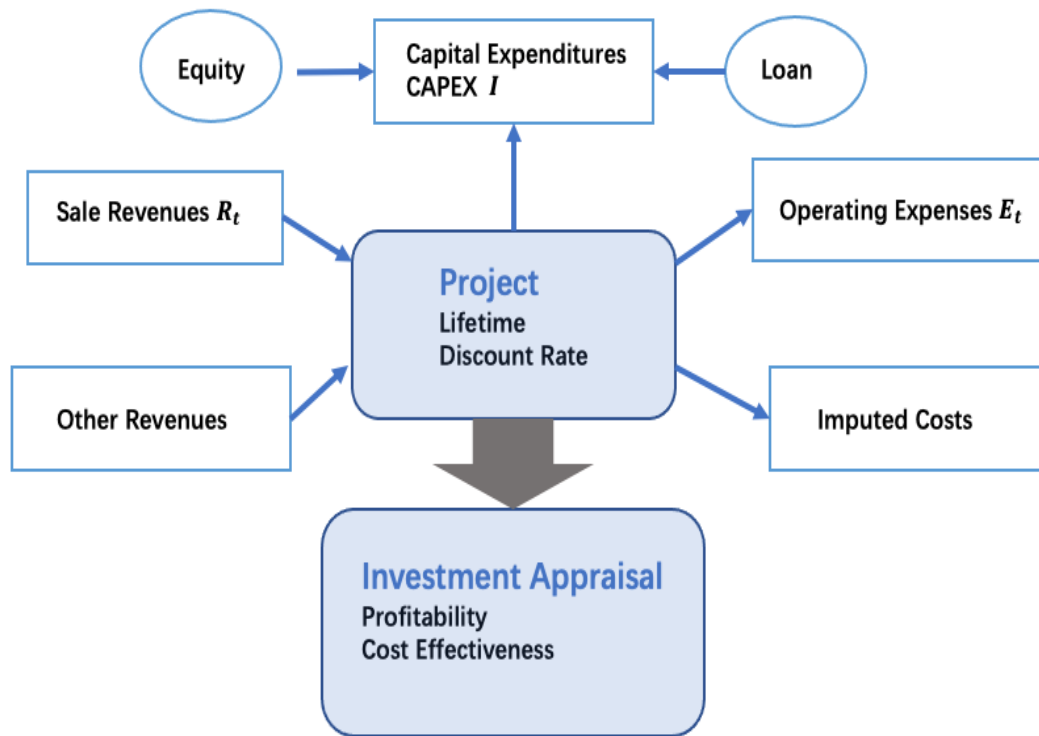 Equity
Capital Expenditures
CAPEX I
Loan
Sale Revenues Rₜ
Operating Expenses Eₜ
Project
Lifetime
Discount Rate
Other Revenues
Imputed Costs
Investment Appraisal
Profitability
Cost Effectiveness